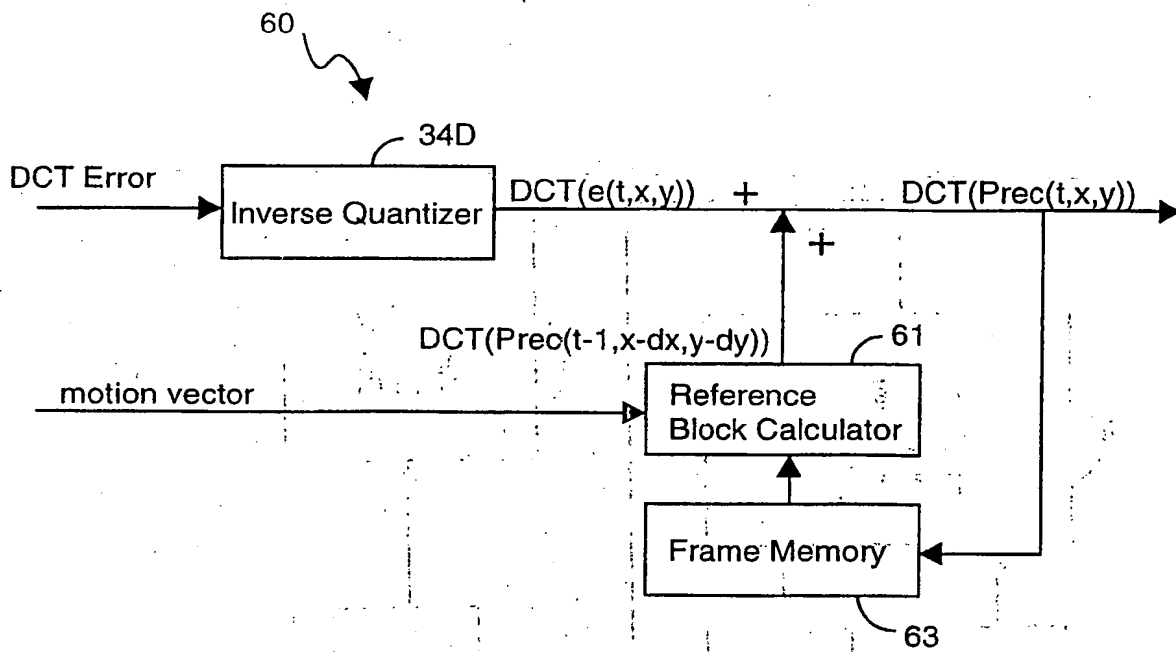 60
34D
DCT Error
Inverse Quantizer
DCT(e(t,x,y))
+
DCT(Prec(t,x,y))
+
DCT(Prec(t-1,x-dx,y-dy))
61
motion vector
Reference
Block Calculator
Frame Memory
63